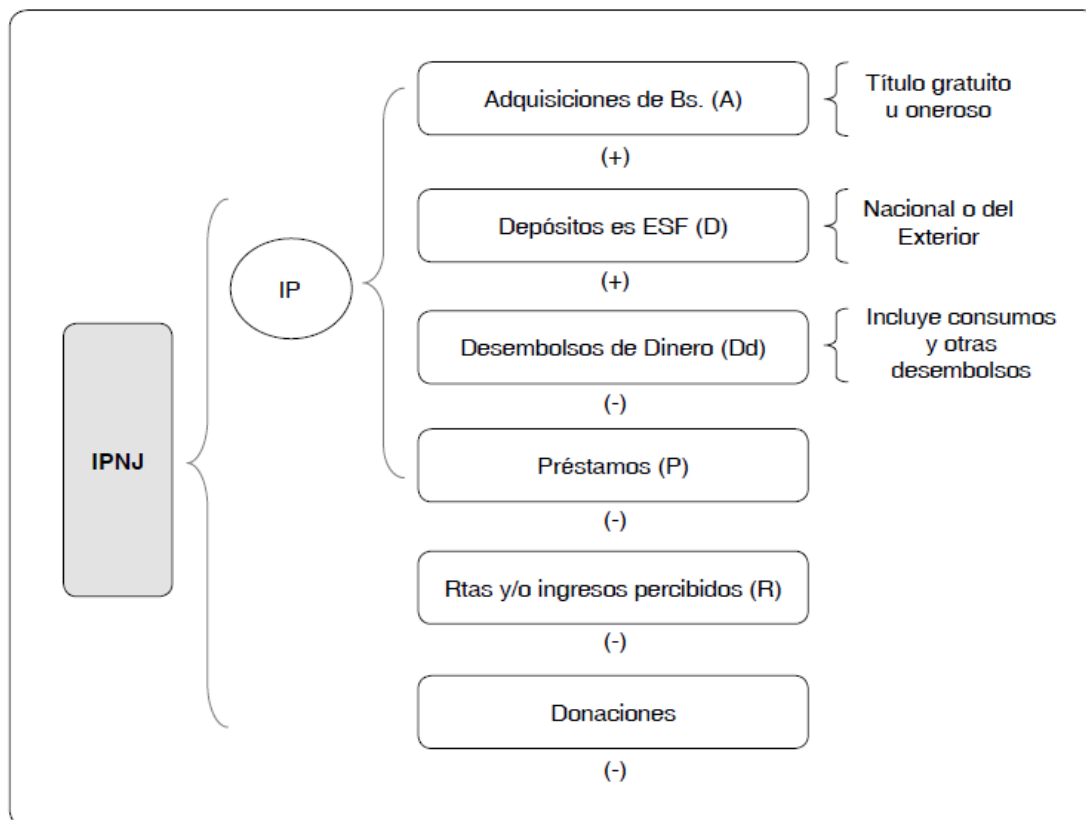 Adquisiciones de Bs. (A)
Título gratuito
u oneroso
(+)
Depósitos es ESF (D)
Nacional o del
Exterior
IP
(+)
Desembolsos de Dinero (Dd)
Incluye consumos
y otras
desembolsos
(-)
IPNJ
Préstamos (P)
(-)
Rtas y/o ingresos percibidos (R)
(-)
Donaciones
(-)